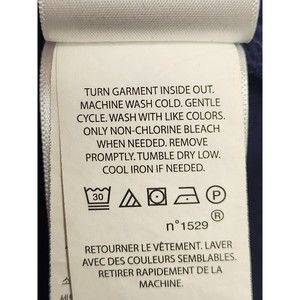 TURN GARMENT INSIDE OUT.
MACHINE WASH COLD. GENTLE
CYCLE. WASH WITH LIKE COLORS.
ONLY NON-CHLORINE BLEACH
WHEN NEEDED. REMOVE
PROMPTLY. TUMBLE DRY LOW.
COOL IRON IF NEEDED.
30 P
®
n°1529
RETOURNER LE VÊTEMENT. LAVER
AVEC DES COULEURS SEMBLABLES.
RETIRER RAPIDEMENT DE LA
MACHINE.